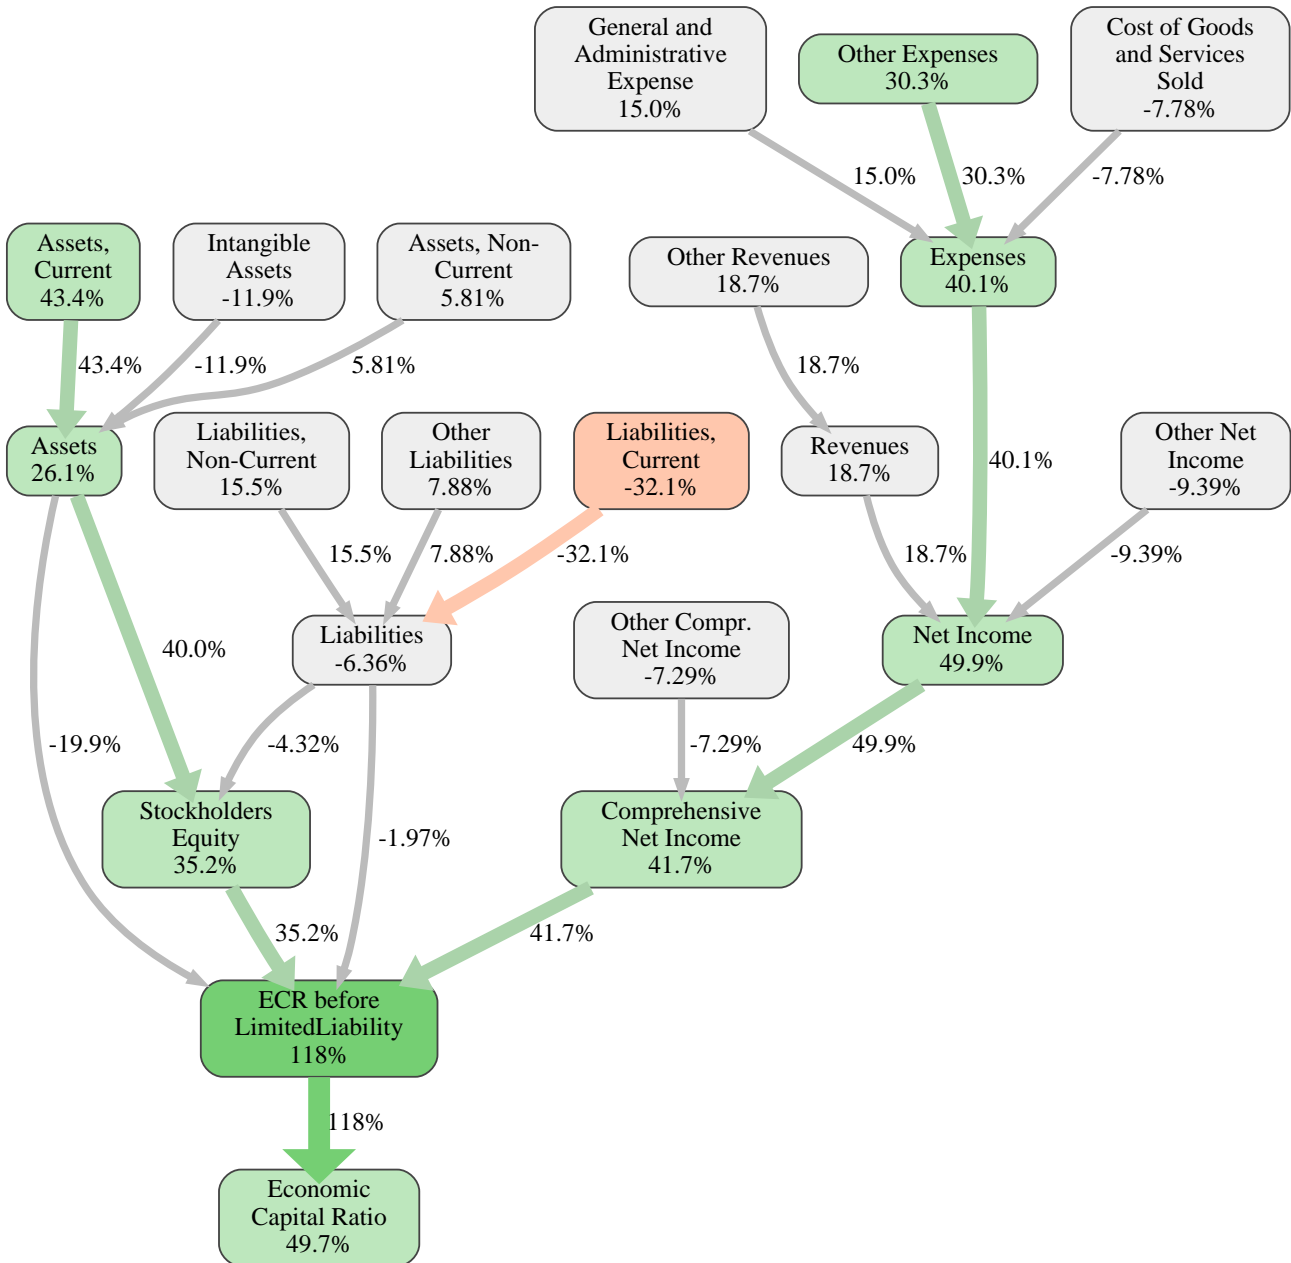 General and
Administrative
Expense
15.0%
Other Expenses
30.3%
Cost of Goods
and Services
Sold
-7.78%
15.0%
30.3%
-7.78%
Assets,
Current
43.4%
Intangible
Assets
-11.9%
Assets, Non-
Current
5.81%
Other Revenues
18.7%
Expenses
40.1%
43.4%
-11.9%
5.81%
18.7%
Assets
26.1%
Liabilities,
Non-Current
15.5%
Other
Liabilities
7.88%
Liabilities,
Current
-32.1%
Revenues
18.7%
40.1%
Other Net
Income
-9.39%
15.5%
7.88%
-32.1%
18.7%
-9.39%
40.0%
Liabilities
-6.36%
Other Compr.
Net Income
-7.29%
Net Income
49.9%
-19.9%
-4.32%
-7.29%
49.9%
Stockholders
Equity
35.2%
-1.97%
Comprehensive
Net Income
41.7%
35.2%
41.7%
ECR before
LimitedLiability
118%
118%
Economic
Capital Ratio
49.7%